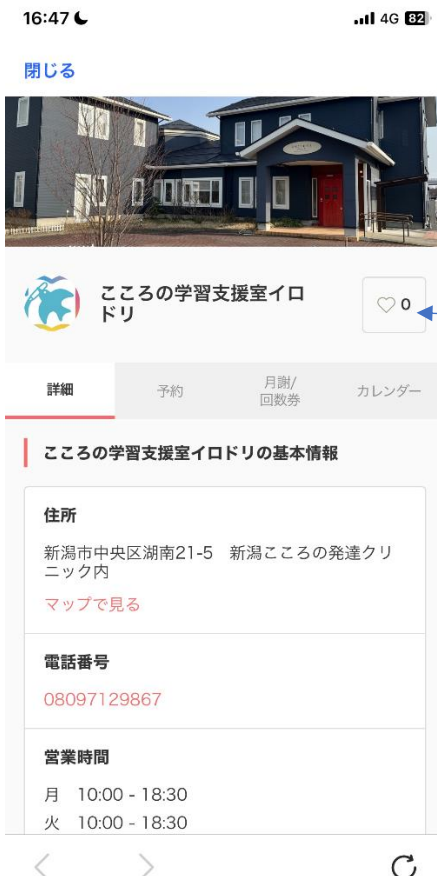 16:47
4G 82
閉じる
こころの学習支援室イロ
ドリ
0
詳細
予約
月謝/
回数券
カレンダー
こころの学習支援室イロドリの基本情報
住所
新潟市中央区湖南21-5　新潟こころの発達クリ
ニック内
マップで見る
電話番号
08097129867
営業時間
月　10:00 - 18:30
火　10:00 - 18:30